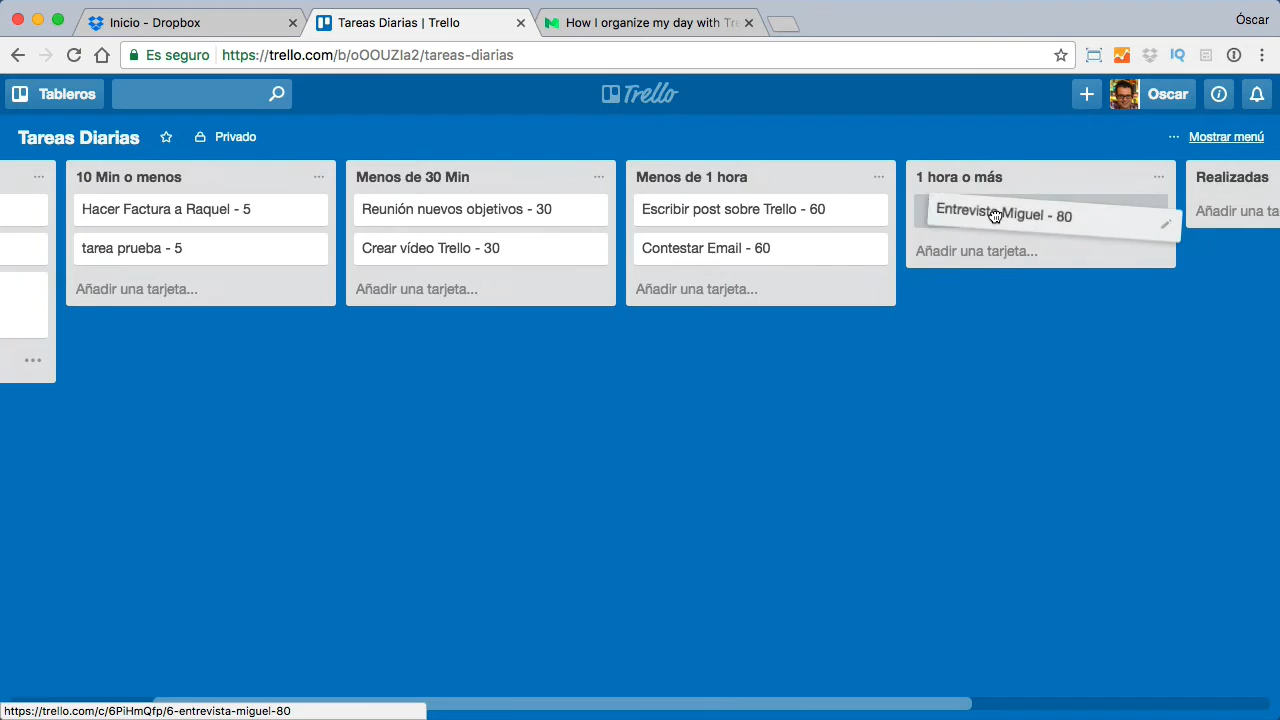 Inicio - Dropbox
Tareas Diarias | Trello
How I organize my day with Tre
Óscar
Es seguro
https://trello.com/b/oOOUZIa2/tareas-diarias
Tableros
Trello
Oscar
Tareas Diarias
Privado
Mostrar menú
10 Min o menos
Hacer Factura a Raquel - 5
tarea prueba - 5
Añadir una tarjeta...
Menos de 30 Min
Reunión nuevos objetivos - 30
Crear vídeo Trello - 30
Añadir una tarjeta...
Menos de 1 hora
Escribir post sobre Trello - 60
Contestar Email - 60
Añadir una tarjeta...
1 hora o más
Entrevista Miguel - 80
Añadir una tarjeta...
Realizadas
Añadir una ta
https://trello.com/c/6PiHmQfp/6-entrevista-miguel-80